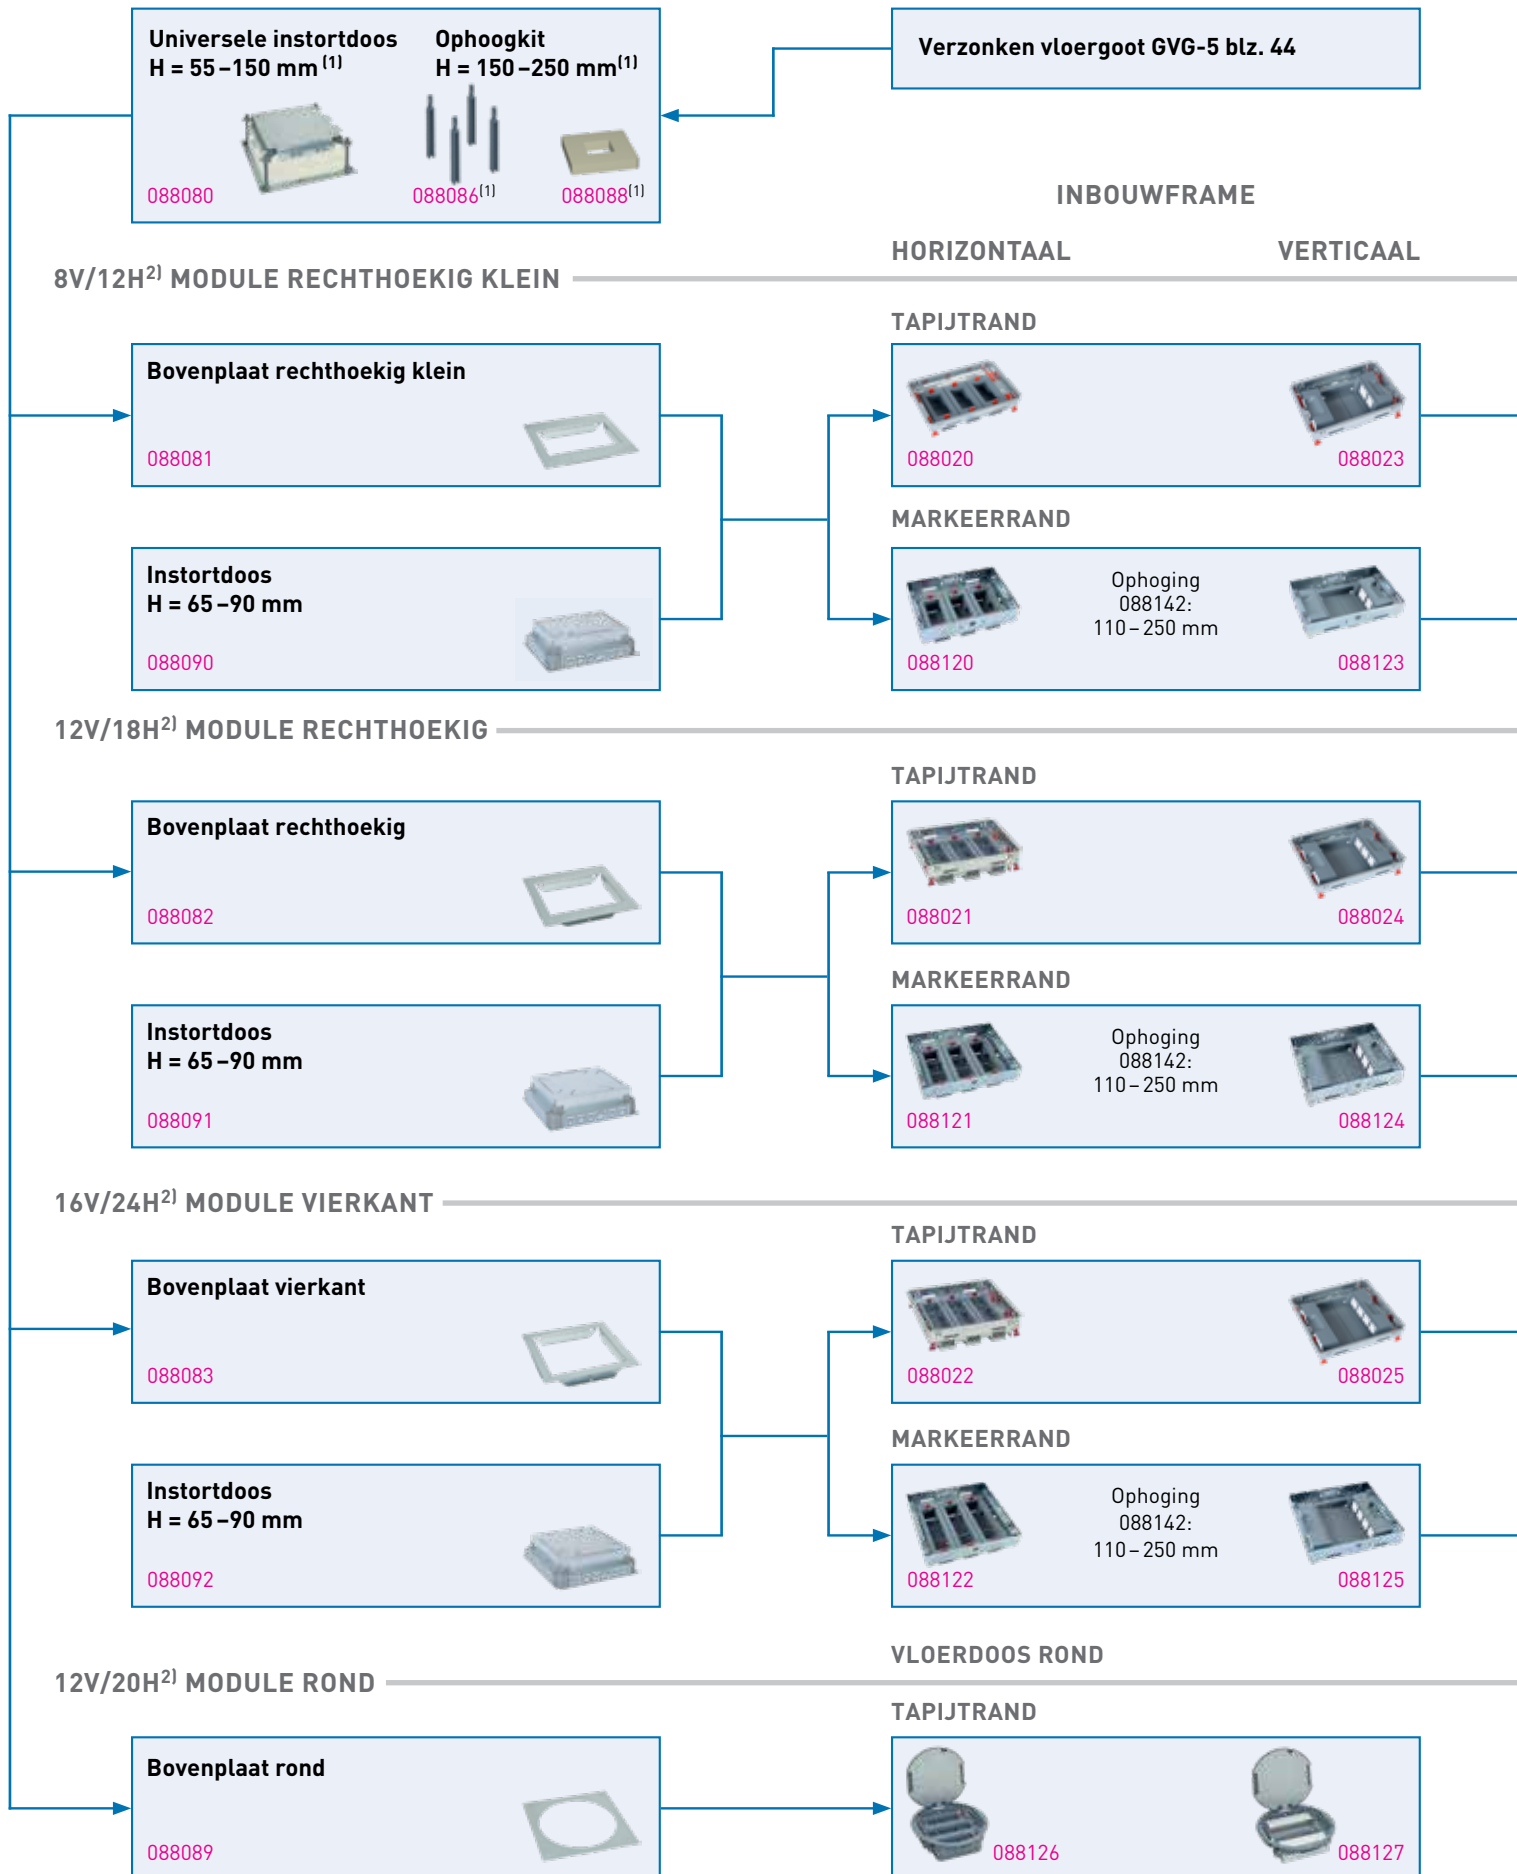 Universele instortdoos
H = 55–150 mm (1)
Ophoogkit
H = 150–250 mm(1)
088080
088086(1)
088088(1)
Verzonken vloergoot GVG-5 blz. 44
INBOUWFRAME
HORIZONTAAL
VERTICAAL
8V/12H2) MODULE RECHTHOEKIG KLEIN
TAPIJTRAND
Bovenplaat rechthoekig klein
088081
088020
088023
MARKEERRAND
Instortdoos
H = 65–90 mm
088090
Ophoging
088142:
110–250 mm
088120
088123
12V/18H2) MODULE RECHTHOEKIG
TAPIJTRAND
Bovenplaat rechthoekig
088082
088021
088024
MARKEERRAND
Instortdoos
H = 65–90 mm
088091
Ophoging
088142:
110–250 mm
088121
088124
16V/24H2) MODULE VIERKANT
TAPIJTRAND
Bovenplaat vierkant
088083
088022
088025
MARKEERRAND
Instortdoos
H = 65–90 mm
088092
Ophoging
088142:
110–250 mm
088122
088125
VLOERDOOS ROND
12V/20H2) MODULE ROND
TAPIJTRAND
Bovenplaat rond
088089
088126
088127